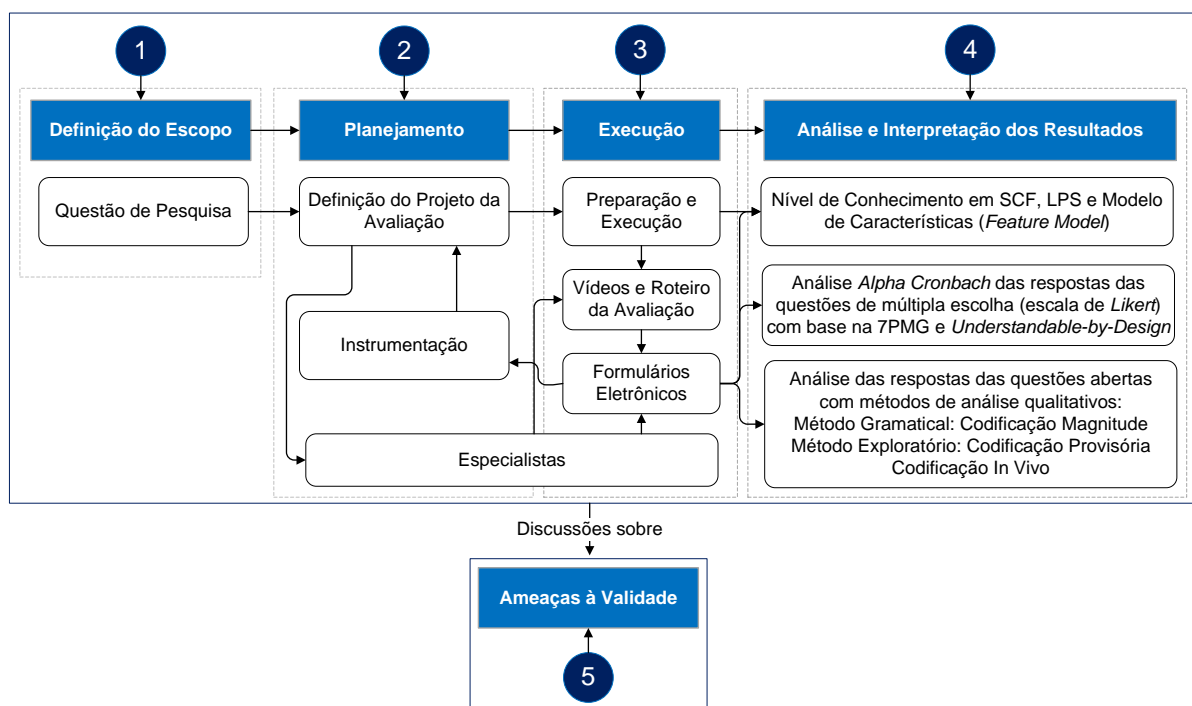 1
2
3
4
Definição do Escopo
Planejamento
Execução
Análise e Interpretação dos Resultados
Questão de Pesquisa
Definição do Projeto da
Avaliação
Preparação e
Execução
Nível de Conhecimento em SCF, LPS e Modelo
de Características (Feature Model)
Instrumentação
Vídeos e Roteiro
da Avaliação
Análise Alpha Cronbach das respostas das
questões de múltipla escolha (escala de Likert)
com base na 7PMG e Understandable-by-Design
Formulários
Eletrônicos
Especialistas
Análise das respostas das questões abertas
com métodos de análise qualitativos:
Método Gramatical: Codificação Magnitude
Método Exploratório: Codificação Provisória
Codificação In Vivo
Discussões sobre
Ameaças à Validade
5